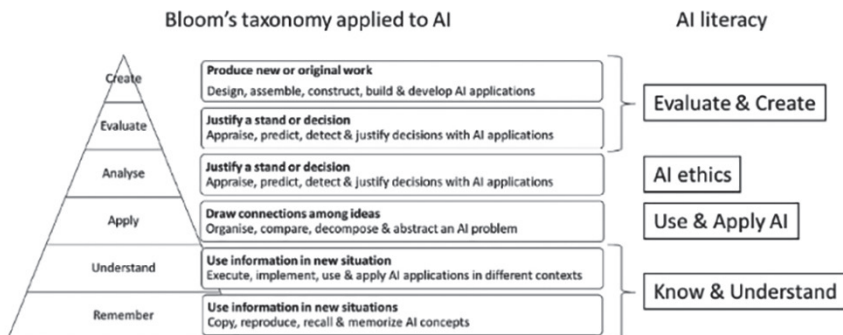 Bloom's taxonomy applied to AI
AI literacy
Create
Produce new or original work
Design, assemble, construct, build & develop AI applications
Evaluate & Create
Evaluate
Justify a stand or decision
Appraise, predict, detect & justify decisions with AI applications
Analyse
Justify a stand or decision
Appraise, predict, detect & justify decisions with AI applications
AI ethics
Apply
Draw connections among ideas
Organise, compare, decompose & abstract an AI problem
Use & Apply AI
Understand
Use information in new situation
Execute, implement, use & apply AI applications in different contexts
Know & Understand
Remember
Use information in new situations
Copy, reproduce, recall & memorize AI concepts